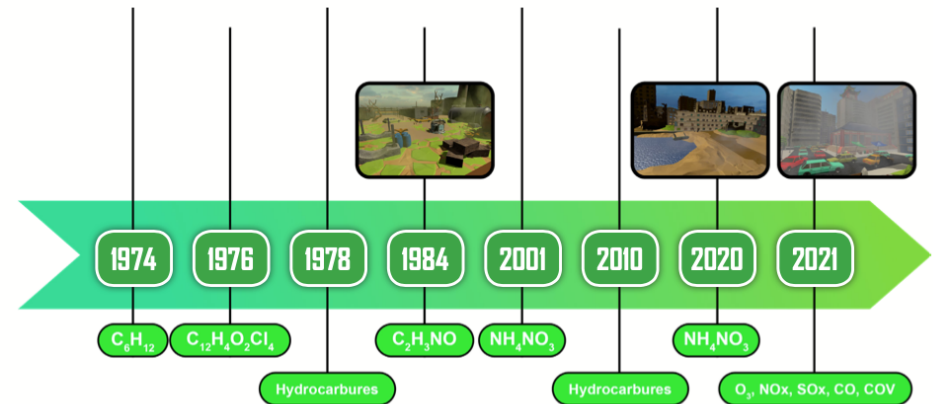 1974 1976 1978 1984 2001 2010 2020 2021
C₆H₁₂ C₁₂H₄O₂Cl₄ C₂H₃NO NH₄NO₃ NH₄NO₃
Hydrocarbures Hydrocarbures O₃, NOx, SOx, CO, COV